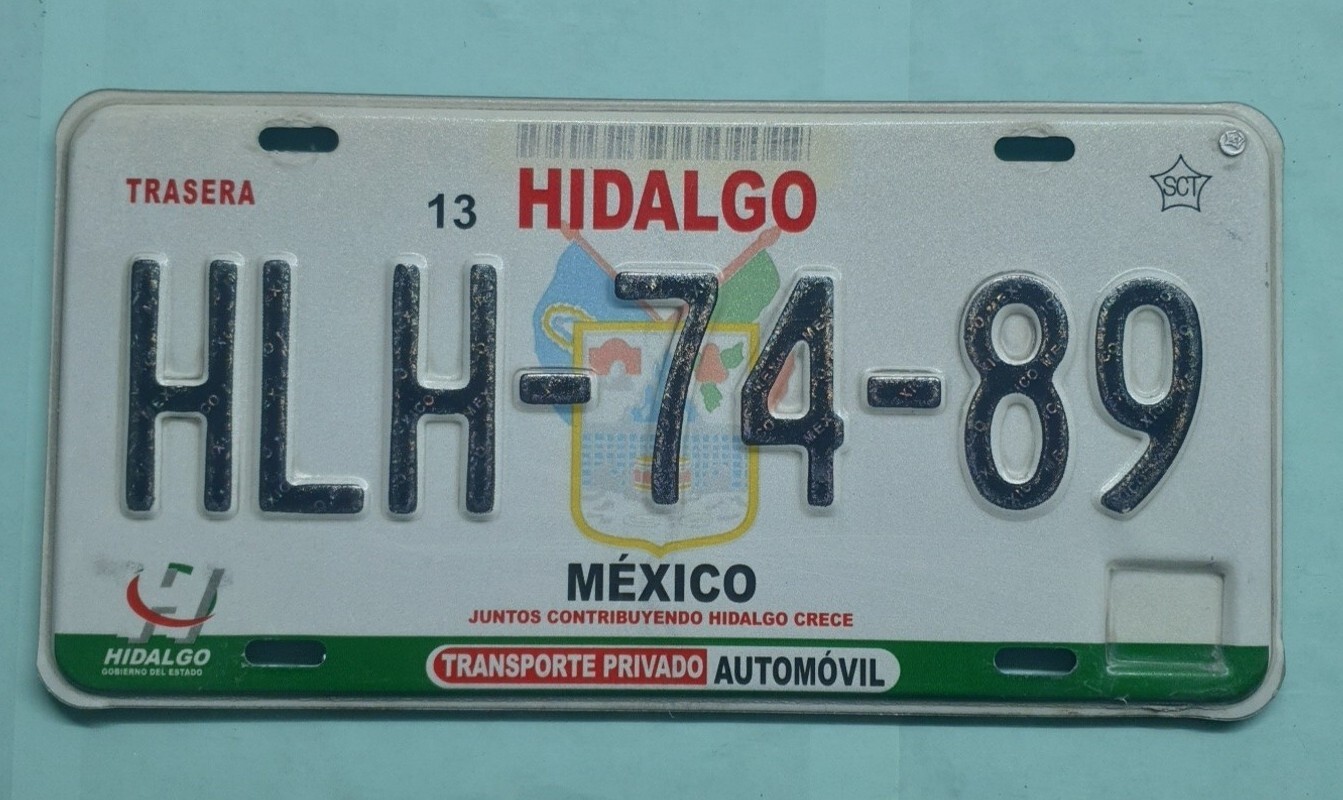 TRASERA
13 HIDALGO
SCT
HLH-74-89
MÉXICO
JUNTOS CONTRIBUYENDO HIDALGO CRECE
HIDALGO
GOBIERNO DEL ESTADO
TRANSPORTE PRIVADO AUTOMÓVIL